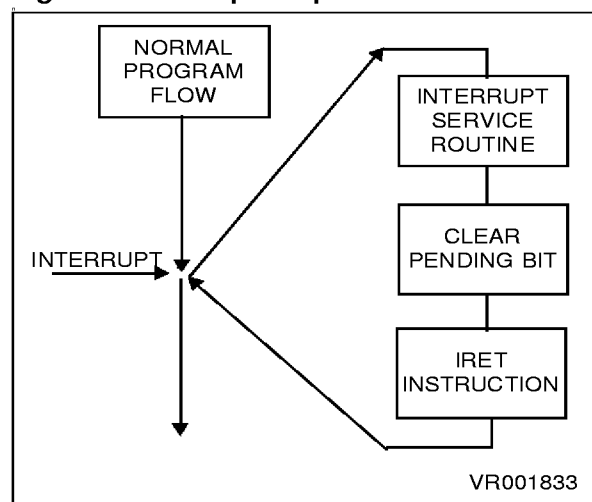 NORMAL
PROGRAM
FLOW
INTERRUPT
SERVICE
ROUTINE
CLEAR
PENDING BIT
INTERRUPT
IRET
INSTRUCTION
VR001833